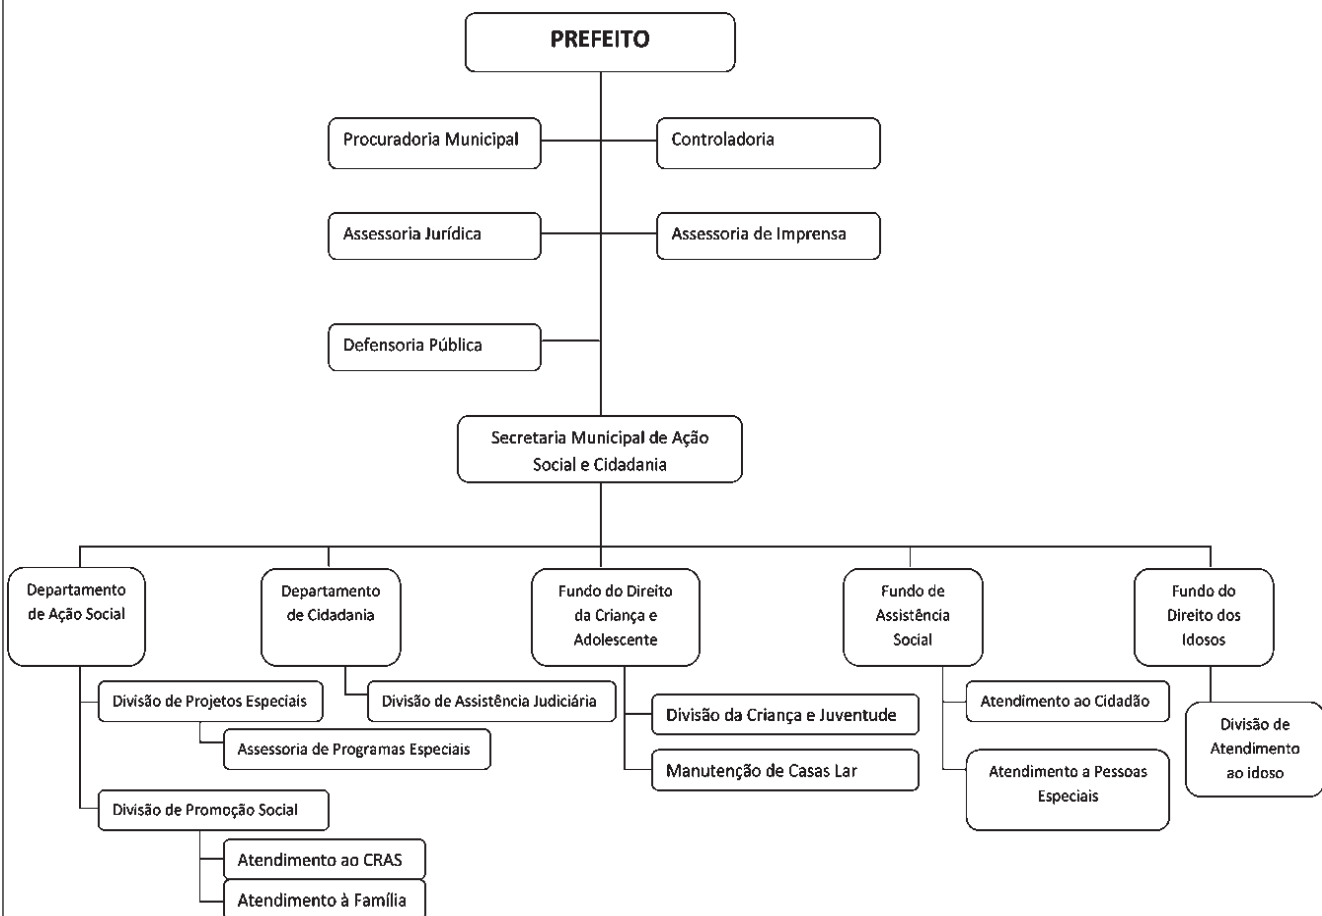 PREFEITO
Procuradoria Municipal
Controladoria
Assessoria Jurídica
Assessoria de Imprensa
Defensoria Pública
Secretaria Municipal de Ação
Social e Cidadania
Departamento
de Ação Social
Departamento
de Cidadania
Fundo do Direito
da Criança e
Adolescente
Fundo de
Assistência
Social
Fundo do
Direito dos
Idosos
Divisão de Projetos Especiais
Assessoria de Programas Especiais
Divisão de Promoção Social
Atendimento ao CRAS
Atendimento à Família
Divisão de Assistência Judiciária
Divisão da Criança e Juventude
Manutenção de Casas Lar
Atendimento ao Cidadão
Atendimento a Pessoas
Especiais
Divisão de
Atendimento
ao idoso